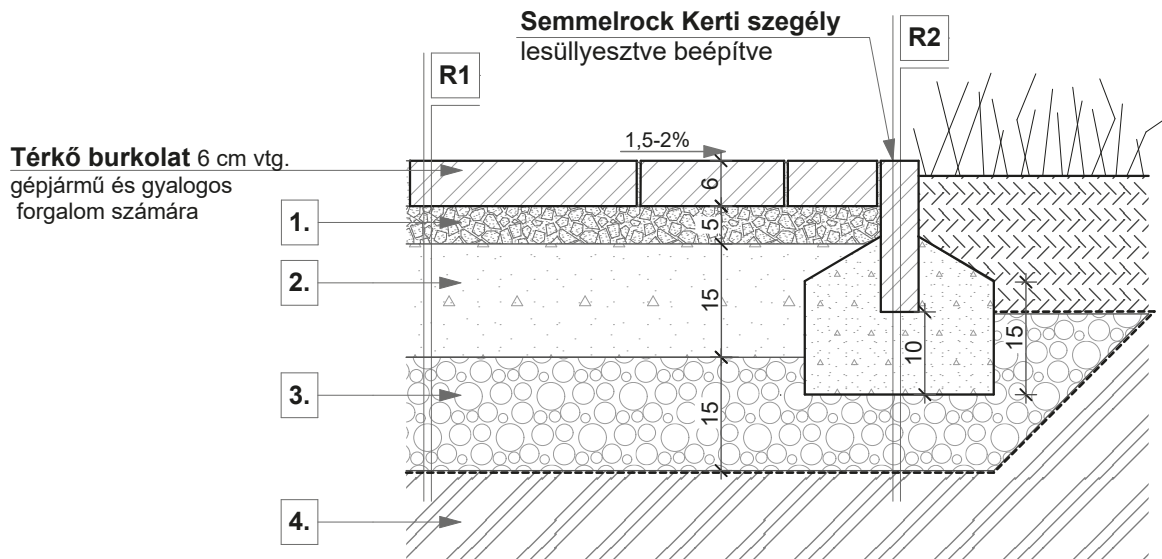 Semmelrock Kerti szegély
lesüllyesztve beépítve
R2
R1
Térkő burkolat 6 cm vtg.
gépjármű és gyalogos
forgalom számára
1,5-2%
6
1.
5
2.
15
15
10
3.
15
4.